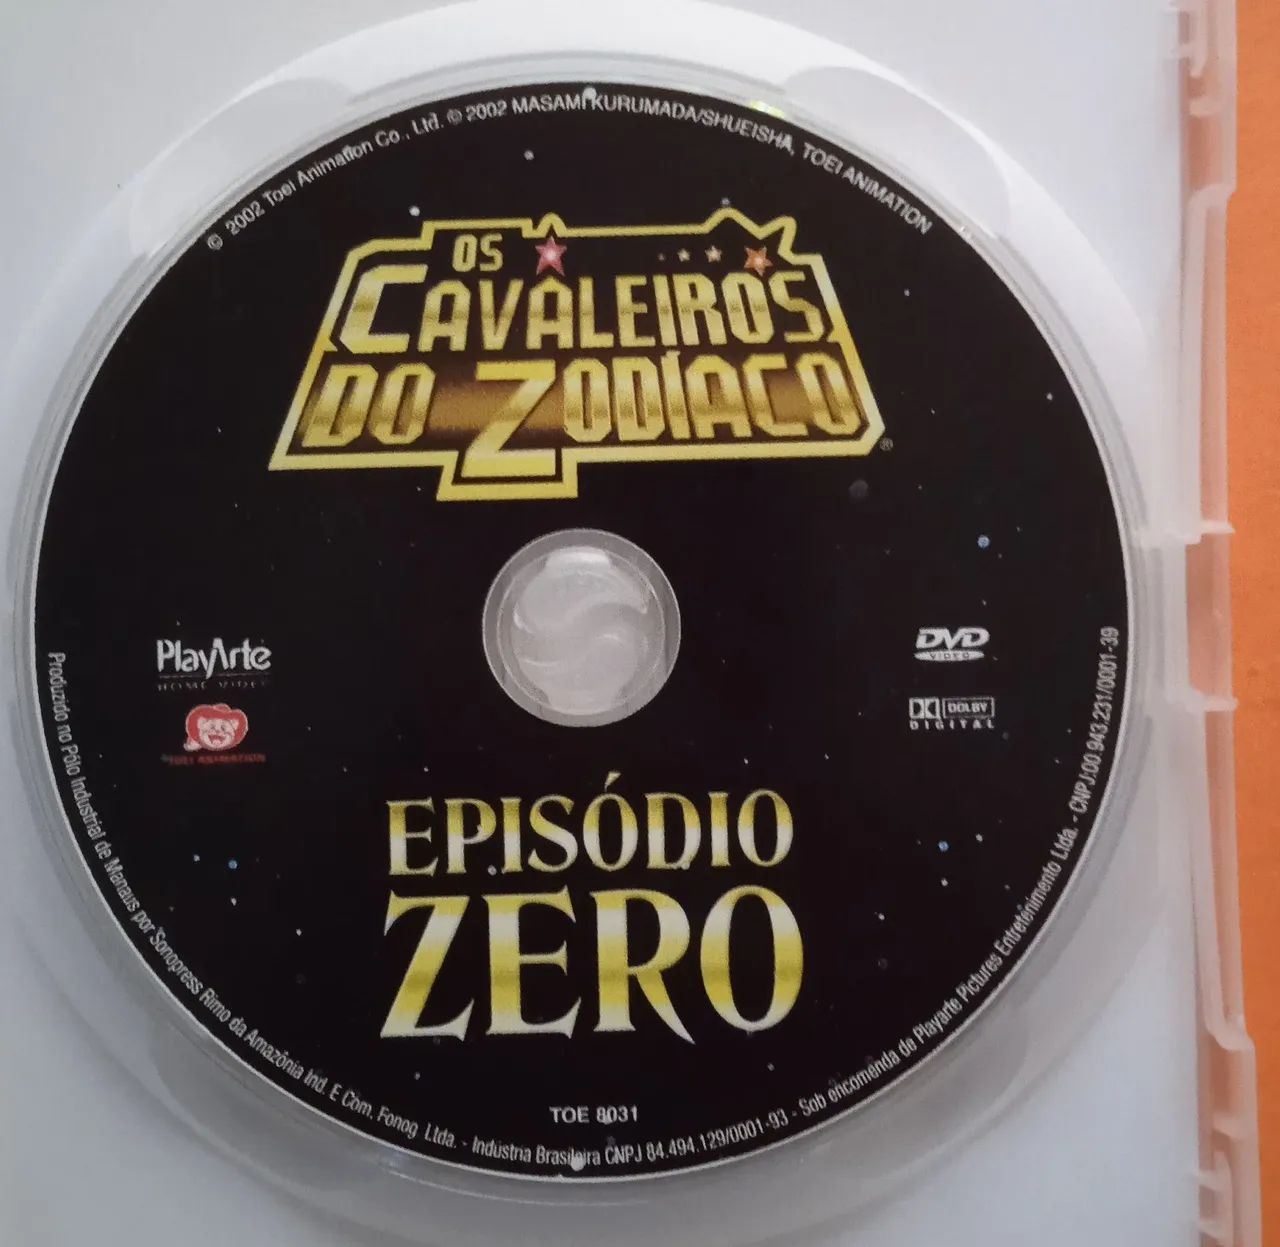 © 2002 Toei Animation Co., Ltd. © 2002 MASAMI KURUMADA/SHUEISHA, TOEI ANIMATION
OS
CAVALEIROS
DO ZODÍACO
®
PlayArte
HOME VIDEO
TOEI ANIMATION
DVD
VIDEO
DOLBY
DIGITAL
EPISÓDIO
ZERO
TOE 8031
Produzido no Pólo Industrial de Manaus por Sonopress Rimo da Amazônia Ind. E Com. Fonog Ltda. - Indústria Brasileira CNPJ 84.494.129/0001-93 - Sob encomenda de Playarte Pictures Entretenimento Ltda. - CNPJ.00.943.231/0001-39